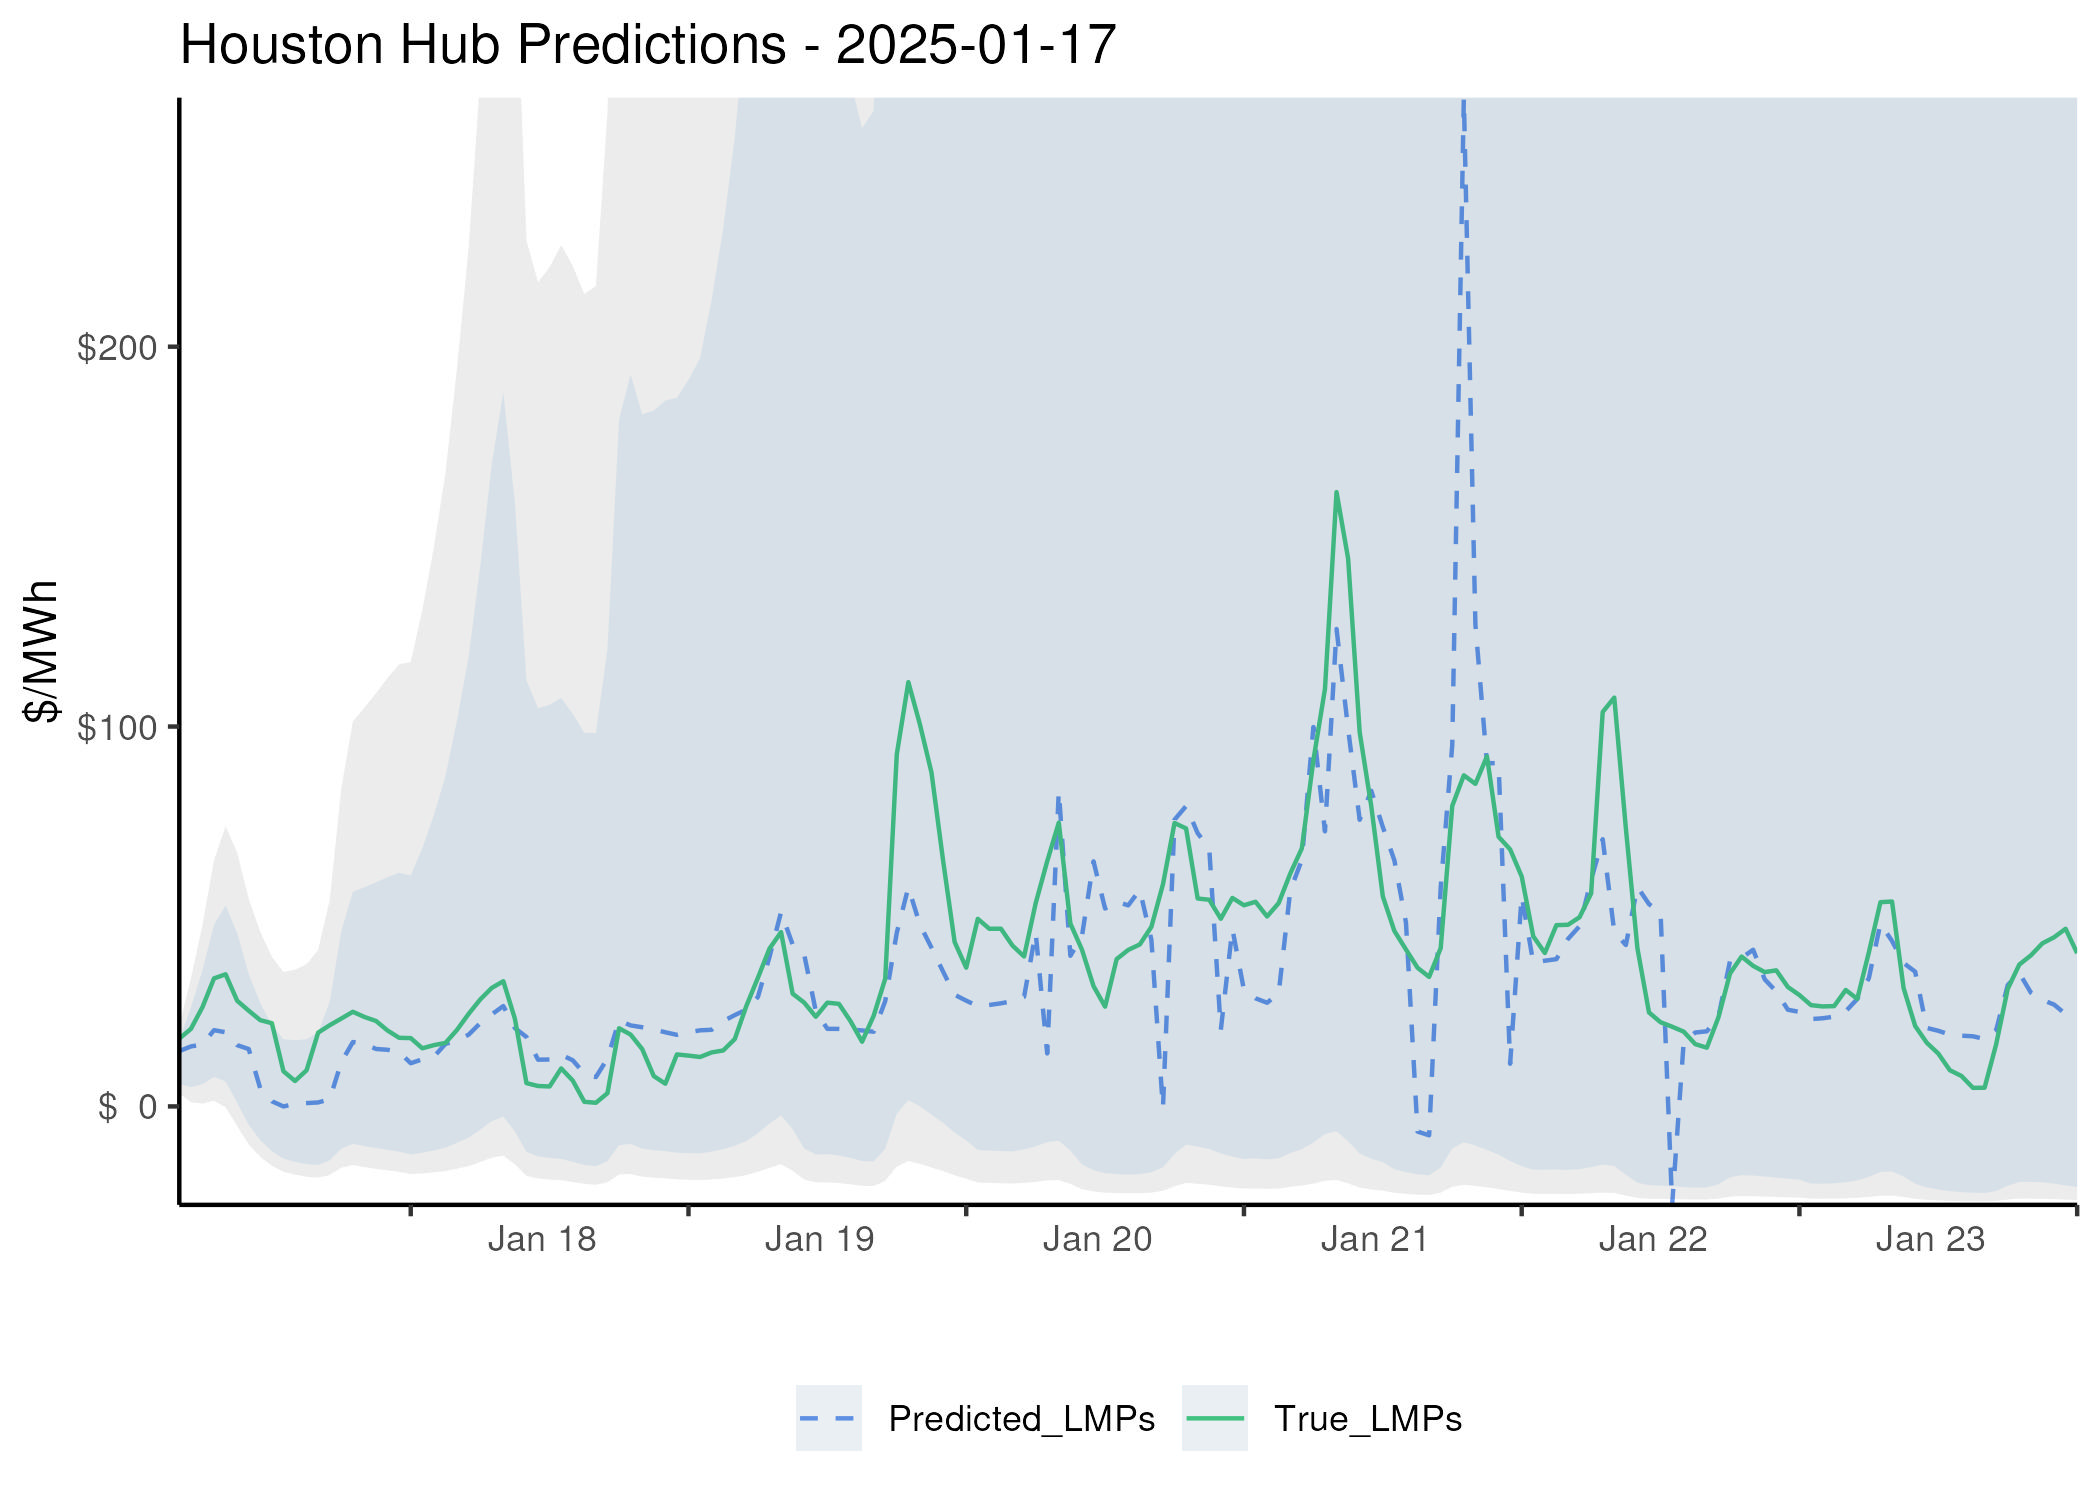 Houston Hub Predictions - 2025-01-17
$/MWh
$200
$100
$  0
Jan 18 Jan 19 Jan 20 Jan 21 Jan 22 Jan 23
Predicted_LMPs True_LMPs